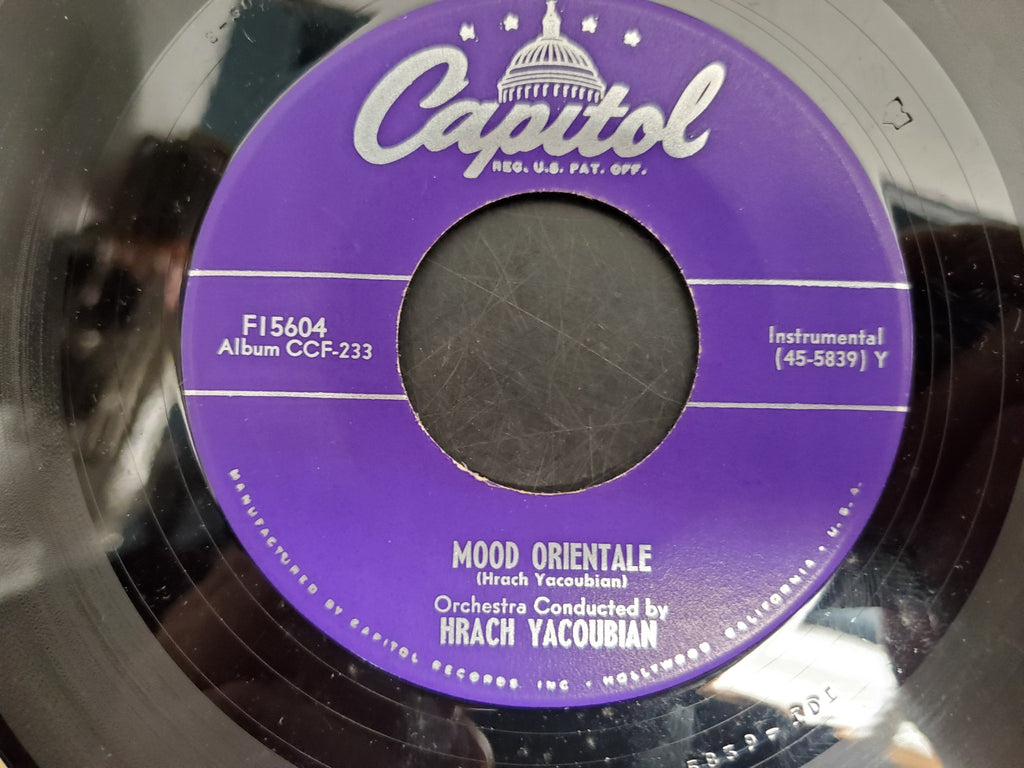 Capitol
REG. U.S. PAT. OFF.
F15604
Album CCF-233
Instrumental
(45-5839) Y
MOOD ORIENTALE
(Hrach Yacoubian)
Orchestra Conducted by
HRACH YACOUBIAN
MANUFACTURED BY CAPITOL RECORDS, INC • HOLLYWOOD CALIFORNIA • U.S.A.